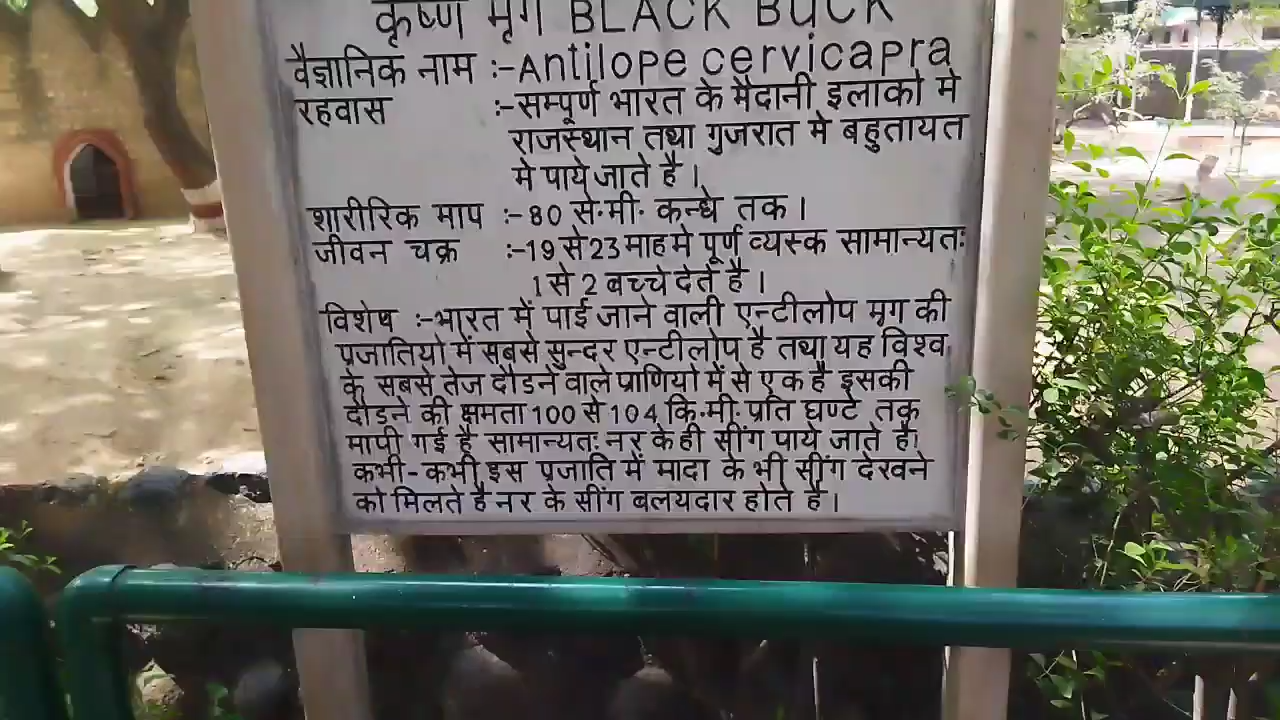 कृष्ण मृग BLACK BUCK
वैज्ञानिक नाम :-Antilope cervicapra
रहवास :-सम्पूर्ण भारत के मैदानी इलाको मे
राजस्थान तथा गुजरात मे बहुतायत
मे पाये जाते है।
शारीरिक माप :-80 से.मी. कन्धे तक।
जीवन चक्र :-19 से 23 माह मे पूर्ण व्यस्क सामान्यतः
1 से 2 बच्चे देते है।
विशेष :-भारत में पाई जाने वाली एन्टीलोप मृग की
प्रजातियो में सबसे सुन्दर एन्टीलोप है तथा यह विश्व
के सबसे तेज दौडने वाले प्राणियो में से एक है इसकी
दौडने की क्षमता 100 से 104 कि.मी. प्रति घण्टे तक
मापी गई है सामान्यतः नर के ही सींग पाये जाते है।
कभी-कभी इस प्रजाति में मादा के भी सींग देखने
को मिलते है नर के सींग बलयदार होते है।